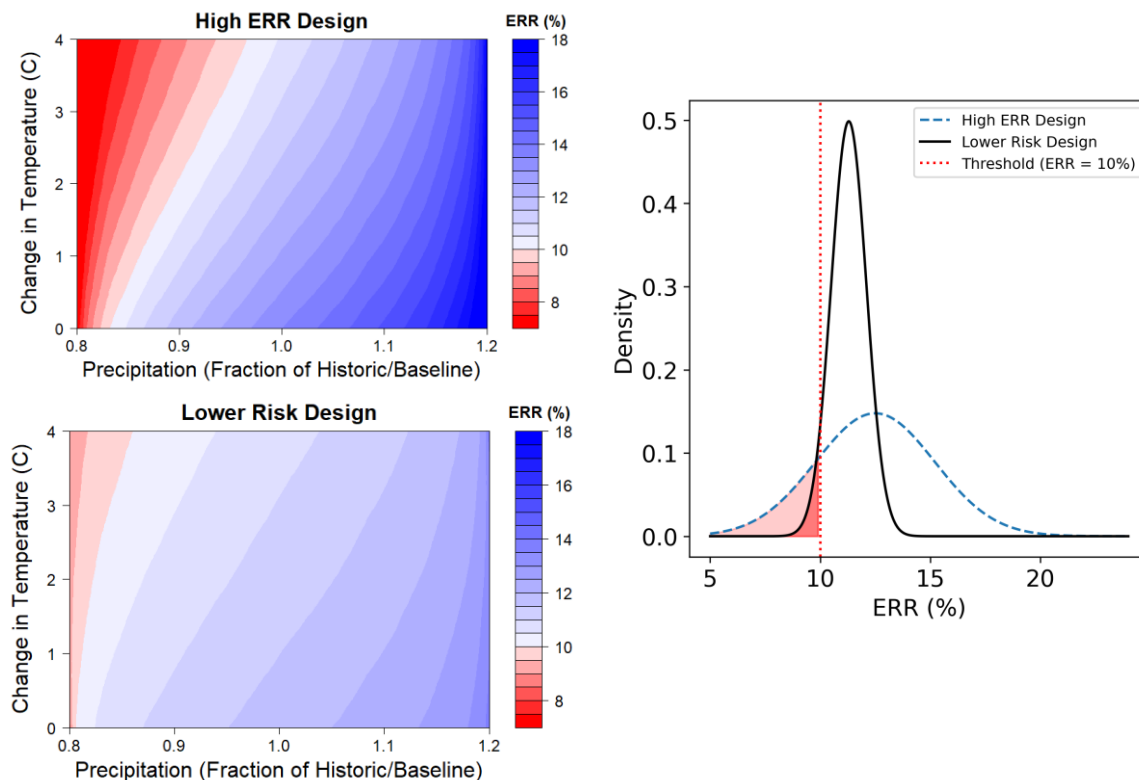 High ERR Design
ERR (%)
Change in Temperature (C)
4
3
2
1
0
0.8 0.9 1.0 1.1 1.2
Precipitation (Fraction of Historic/Baseline)
18
16
14
12
10
8
Lower Risk Design
ERR (%)
Change in Temperature (C)
4
3
2
1
0
0.8 0.9 1.0 1.1 1.2
Precipitation (Fraction of Historic/Baseline)
18
16
14
12
10
8
High ERR Design
Lower Risk Design
Threshold (ERR = 10%)
Density
0.5
0.4
0.3
0.2
0.1
0.0
5 10 15 20
ERR (%)